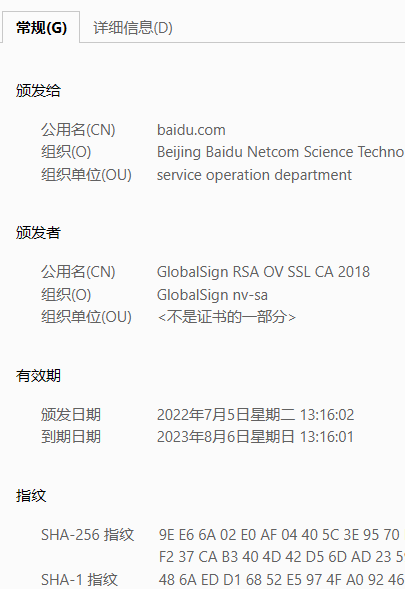 常规(G) 详细信息(D)
颁发给
公用名(CN) baidu.com
组织(O) Beijing Baidu Netcom Science Techno
组织单位(OU) service operation department
颁发者
公用名(CN) GlobalSign RSA OV SSL CA 2018
组织(O) GlobalSign nv-sa
组织单位(OU) <不是证书的一部分>
有效期
颁发日期 2022年7月5日星期二 13:16:02
到期日期 2023年8月6日星期日 13:16:01
指纹
SHA-256 指纹 9E E6 6A 02 E0 AF 04 40 5C 3E 95 70
F2 37 CA B3 40 4D 42 D5 6D AD 23 5
SHA-1 指纹 48 6A ED D1 68 52 E5 97 4F A0 92 46